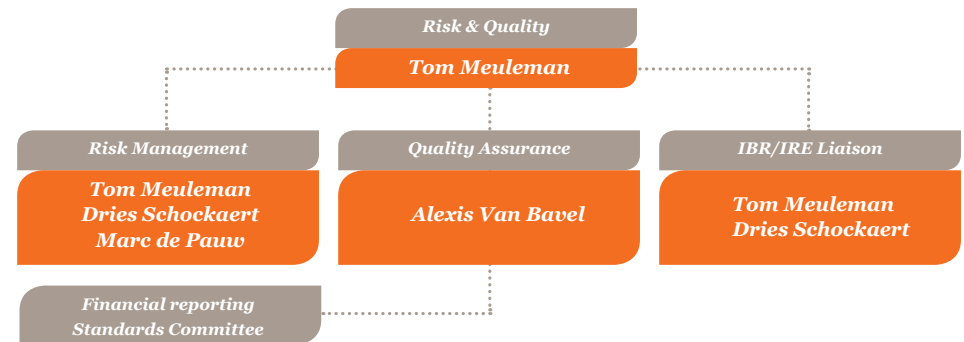 Risk & Quality
Tom Meuleman
Risk Management
Tom Meuleman
Dries Schockaert
Marc de Pauw
Quality Assurance
Alexis Van Bavel
IBR/IRE Liaison
Tom Meuleman
Dries Schockaert
Financial reporting
Standards Committee